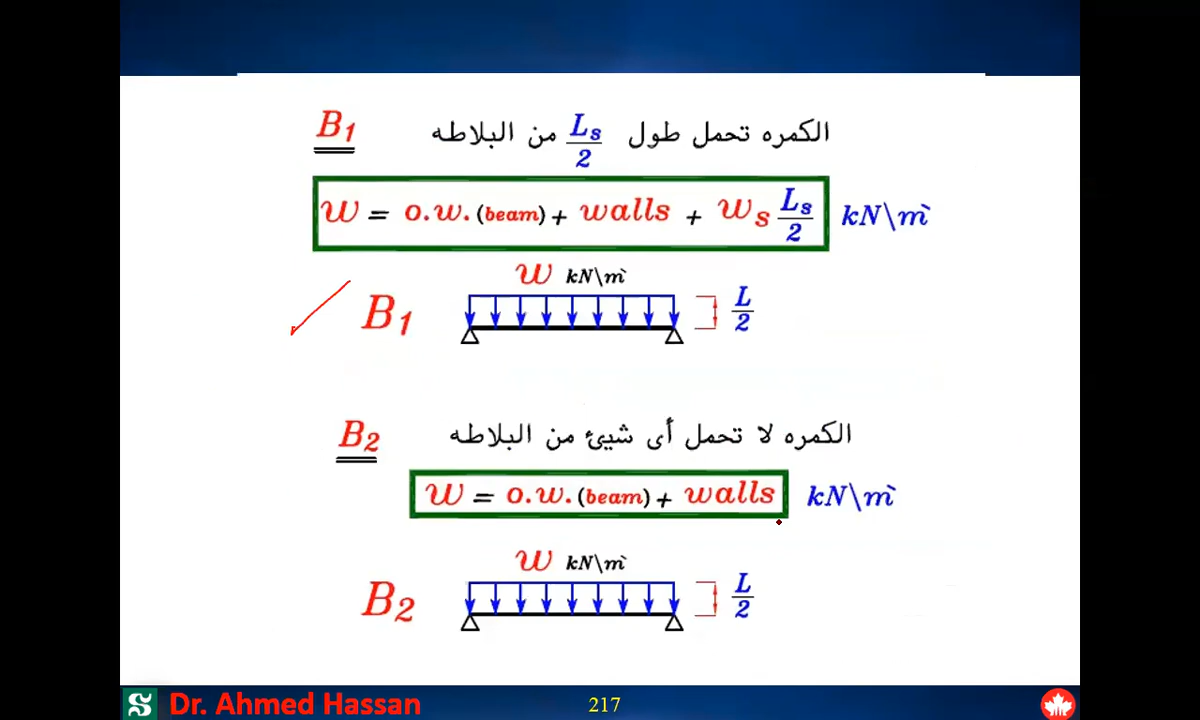 B1 الكمره تحمل طول Ls/2 من البلاطه
w = o.w. (beam) + walls + ws Ls/2 kN\m`
w kN\m`
B1 L/2
B2 الكمره لا تحمل أى شيئ من البلاطه
w = o.w. (beam) + walls kN\m`
w kN\m`
B2 L/2
Dr. Ahmed Hassan 217